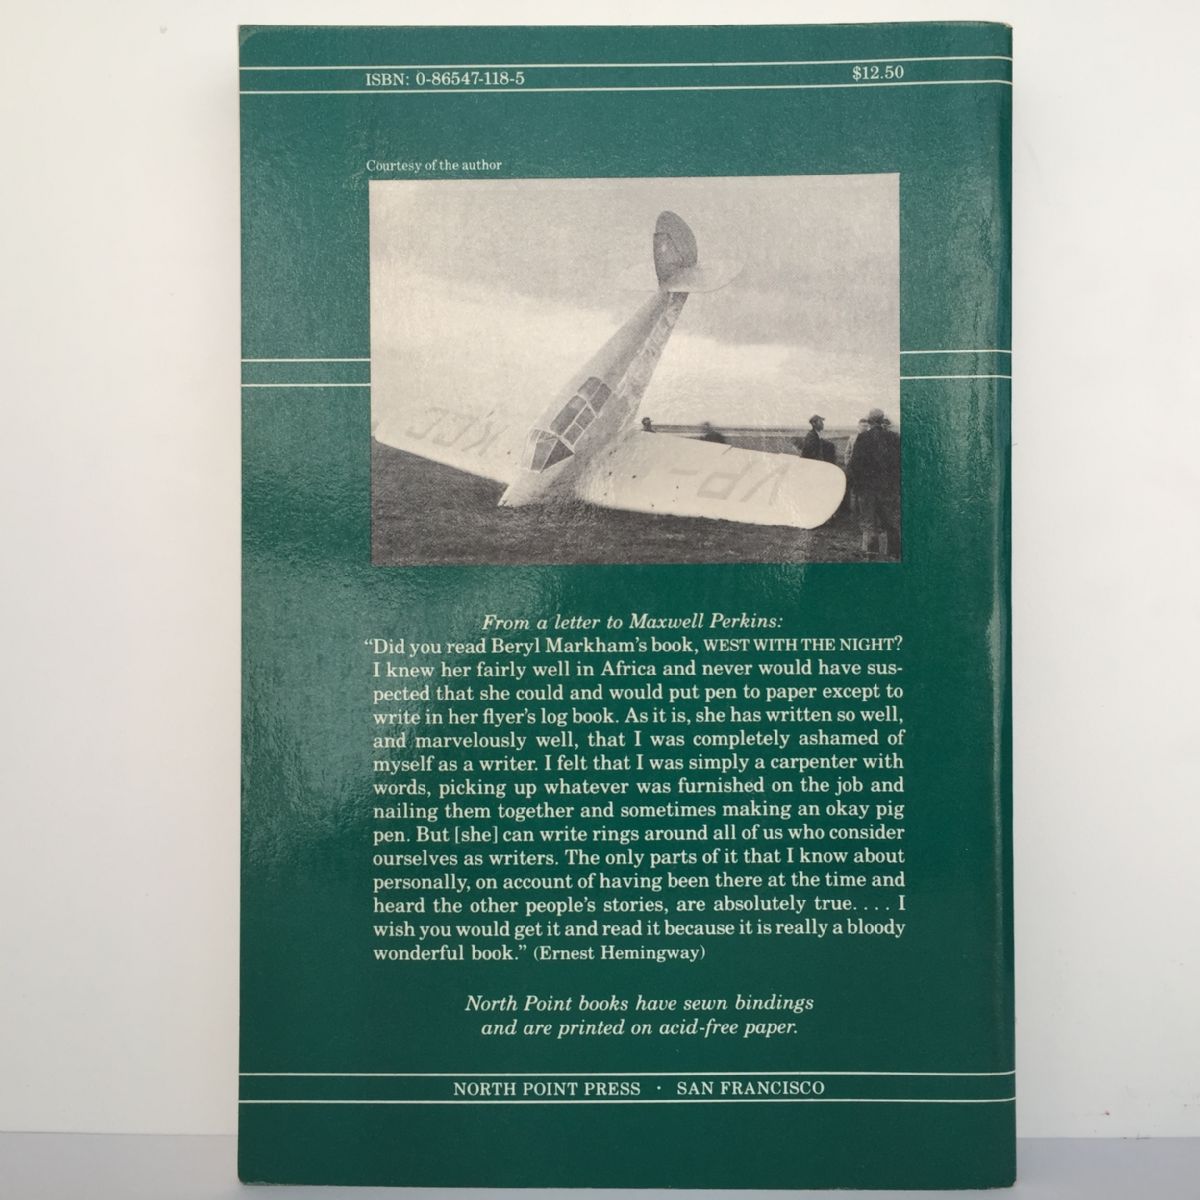 ISBN: 0-86547-118-5
$12.50
Courtesy of the author
VP-KCC
From a letter to Maxwell Perkins:
“Did you read Beryl Markham’s book, WEST WITH THE NIGHT?
I knew her fairly well in Africa and never would have sus-
pected that she could and would put pen to paper except to
write in her flyer’s log book. As it is, she has written so well,
and marvelously well, that I was completely ashamed of
myself as a writer. I felt that I was simply a carpenter with
words, picking up whatever was furnished on the job and
nailing them together and sometimes making an okay pig
pen. But [she] can write rings around all of us who consider
ourselves as writers. The only parts of it that I know about
personally, on account of having been there at the time and
heard the other people’s stories, are absolutely true. . . . I
wish you would get it and read it because it is really a bloody
wonderful book.” (Ernest Hemingway)
North Point books have sewn bindings
and are printed on acid-free paper.
NORTH POINT PRESS · SAN FRANCISCO